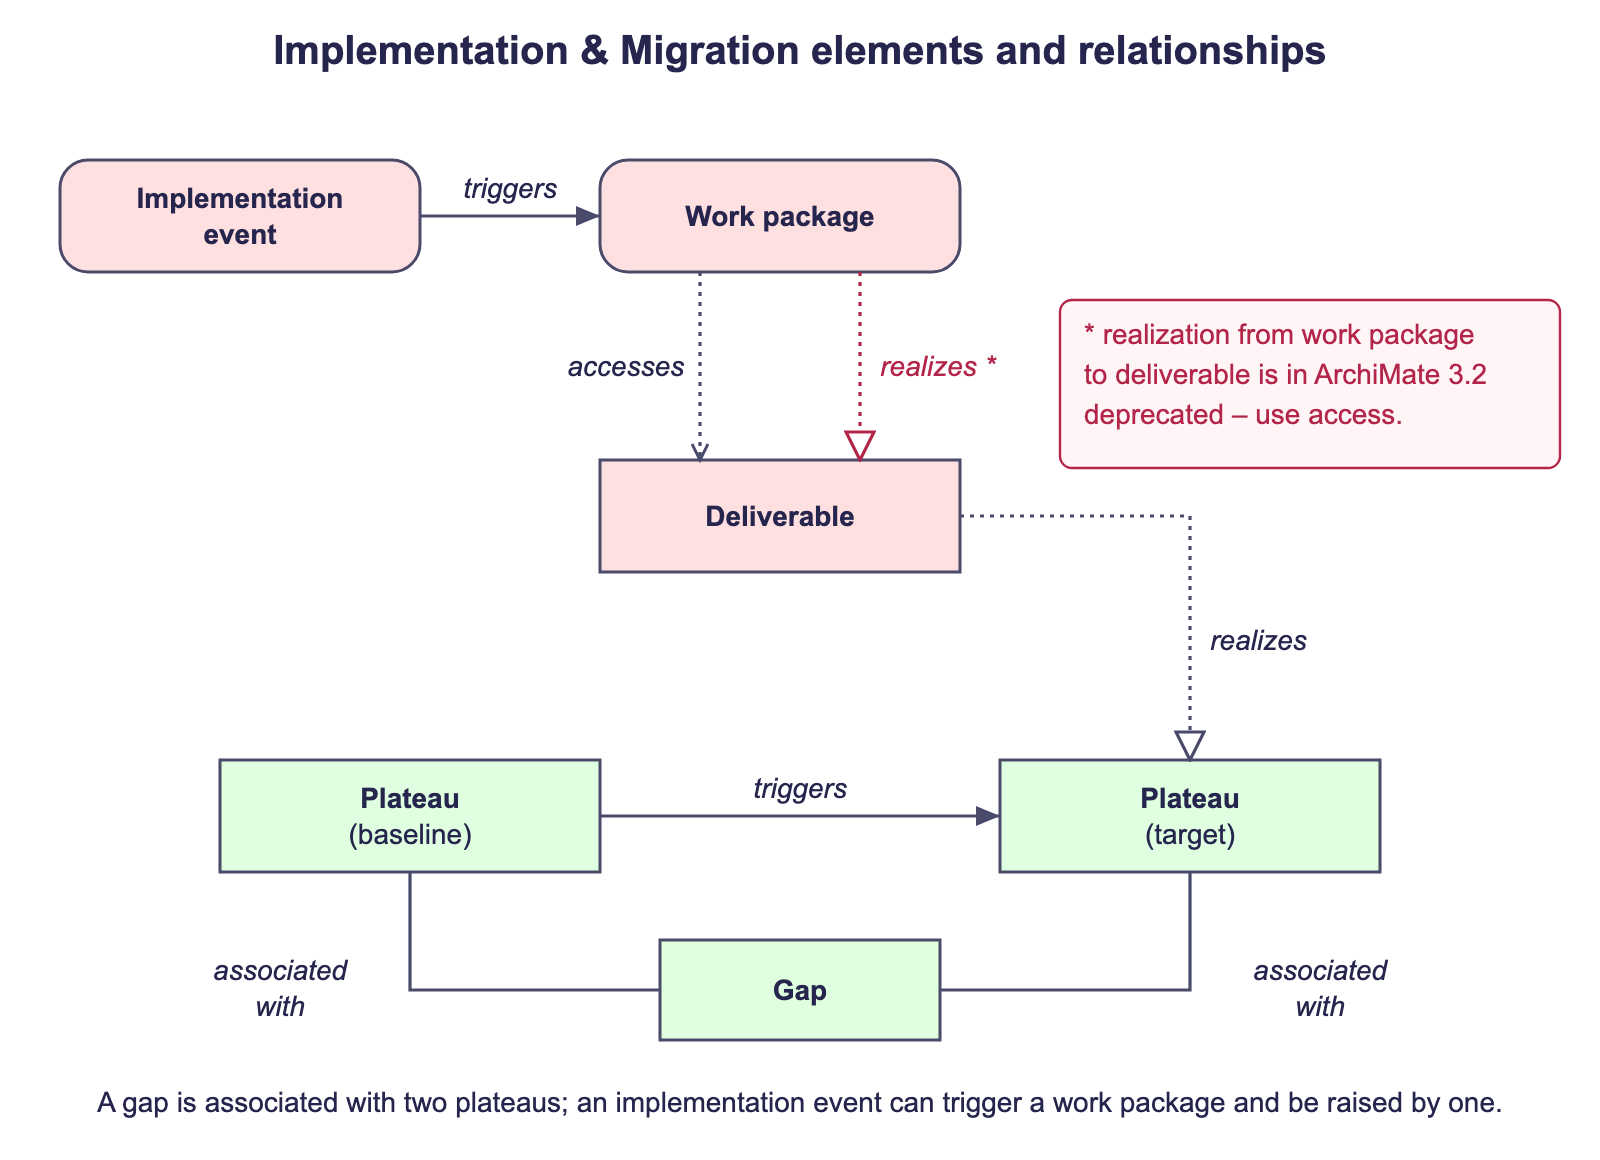 Implementation & Migration elements and relationships
Implementation
event
triggers
Work package
accesses
realizes *
* realization from work package
to deliverable is in ArchiMate 3.2
deprecated – use access.
Deliverable
realizes
Plateau
(baseline)
triggers
Plateau
(target)
associated
with
Gap
associated
with
A gap is associated with two plateaus; an implementation event can trigger a work package and be raised by one.